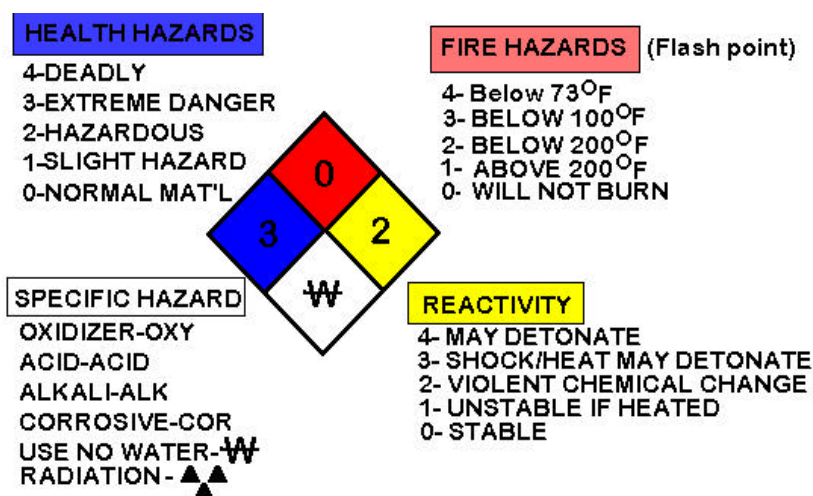 HEALTH HAZARDS
4-DEADLY
3-EXTREME DANGER
2-HAZARDOUS
1-SLIGHT HAZARD
0-NORMAL MAT'L
FIRE HAZARDS (Flash point)
4- Below 73°F
3- BELOW 100°F
2- BELOW 200°F
1- ABOVE 200°F
0- WILL NOT BURN
0
3
2
W
SPECIFIC HAZARD
OXIDIZER-OXY
ACID-ACID
ALKALI-ALK
CORROSIVE-COR
USE NO WATER-W
RADIATION-
REACTIVITY
4- MAY DETONATE
3- SHOCK/HEAT MAY DETONATE
2- VIOLENT CHEMICAL CHANGE
1- UNSTABLE IF HEATED
0- STABLE